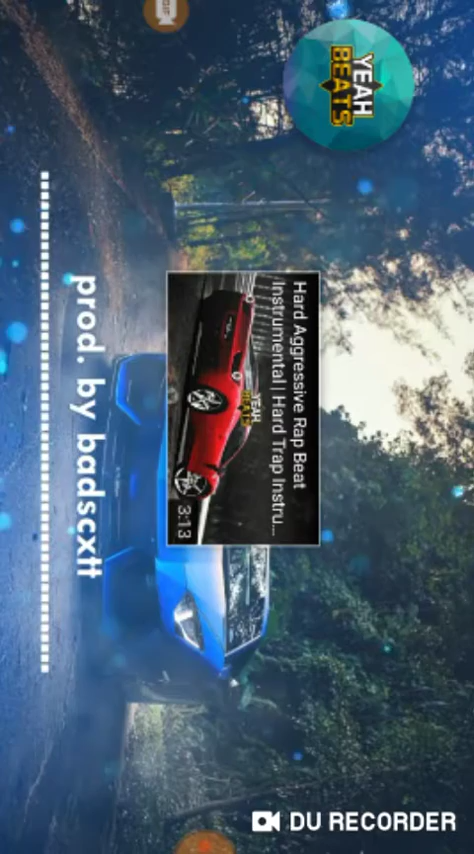 YEAH
BEATS
Hard Aggressive Rap Beat
Instrumental | Hard Trap Instru...
YEAH
BEATS
3:13
prod. by badscxtt
DU RECORDER